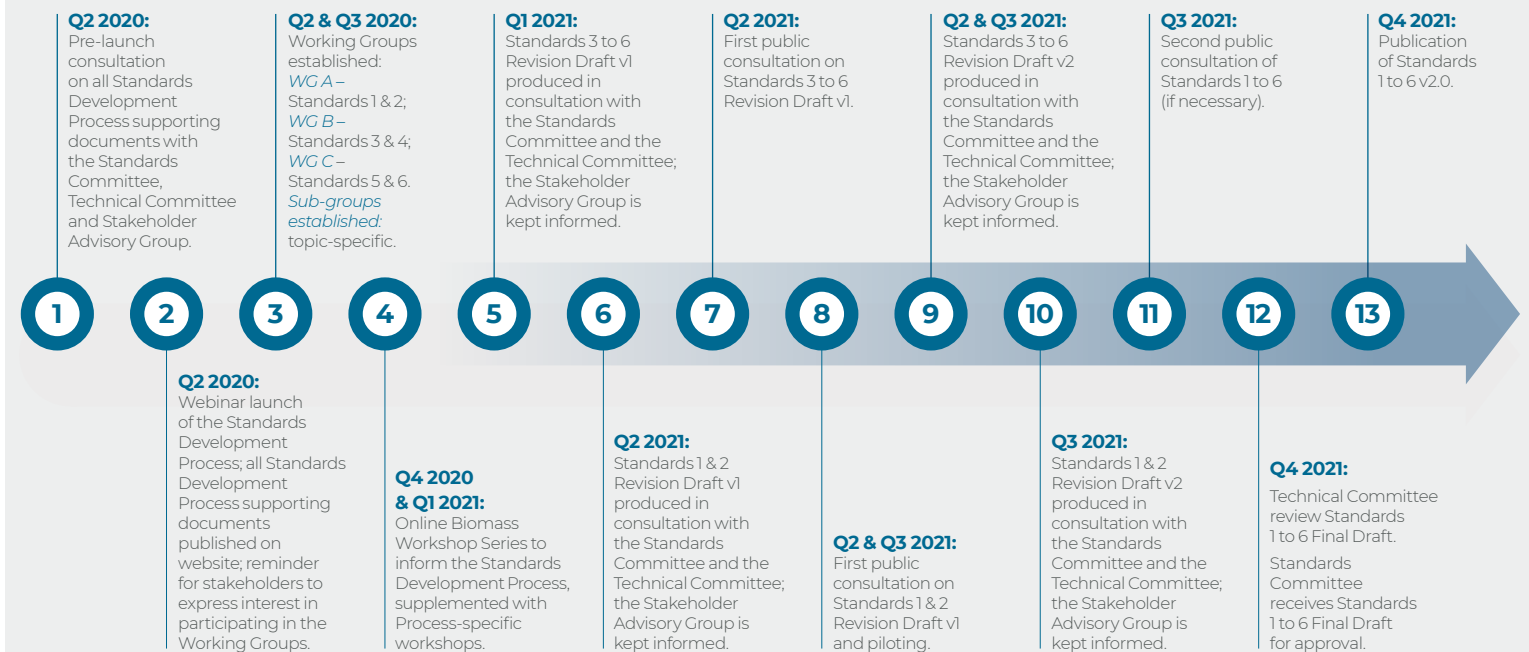 Q2 2020:
Pre-launch
consultation
on all Standards
Development
Process supporting
documents with
the Standards
Committee,
Technical Committee
and Stakeholder
Advisory Group.
Q2 & Q3 2020:
Working Groups
established:
WG A –
Standards 1 & 2;
WG B –
Standards 3 & 4;
WG C –
Standards 5 & 6.
Sub-groups
established:
topic-specific.
Q1 2021:
Standards 3 to 6
Revision Draft v1
produced in
consultation with
the Standards
Committee and the
Technical Committee;
the Stakeholder
Advisory Group is
kept informed.
Q2 2021:
First public
consultation on
Standards 3 to 6
Revision Draft v1.
Q2 & Q3 2021:
Standards 3 to 6
Revision Draft v2
produced in
consultation with
the Standards
Committee and the
Technical Committee;
the Stakeholder
Advisory Group is
kept informed.
Q3 2021:
Second public
consultation of
Standards 1 to 6
(if necessary).
Q4 2021:
Publication
of Standards
1 to 6 v2.0.
1 2 3 4 5 6 7 8 9 10 11 12 13
Q2 2020:
Webinar launch
of the Standards
Development
Process; all Standards
Development
Process supporting
documents
published on
website; reminder
for stakeholders to
express interest in
participating in the
Working Groups.
Q4 2020
& Q1 2021:
Online Biomass
Workshop Series to
inform the Standards
Development Process,
supplemented with
Process-specific
workshops.
Q2 2021:
Standards 1 & 2
Revision Draft v1
produced in
consultation with
the Standards
Committee and the
Technical Committee;
the Stakeholder
Advisory Group is
kept informed.
Q2 & Q3 2021:
First public
consultation on
Standards 1 & 2
Revision Draft v1
and piloting.
Q3 2021:
Standards 1 & 2
Revision Draft v2
produced in
consultation with
the Standards
Committee and the
Technical Committee;
the Stakeholder
Advisory Group is
kept informed.
Q4 2021:
Technical Committee
review Standards
1 to 6 Final Draft.
Standards
Committee
receives Standards
1 to 6 Final Draft
for approval.